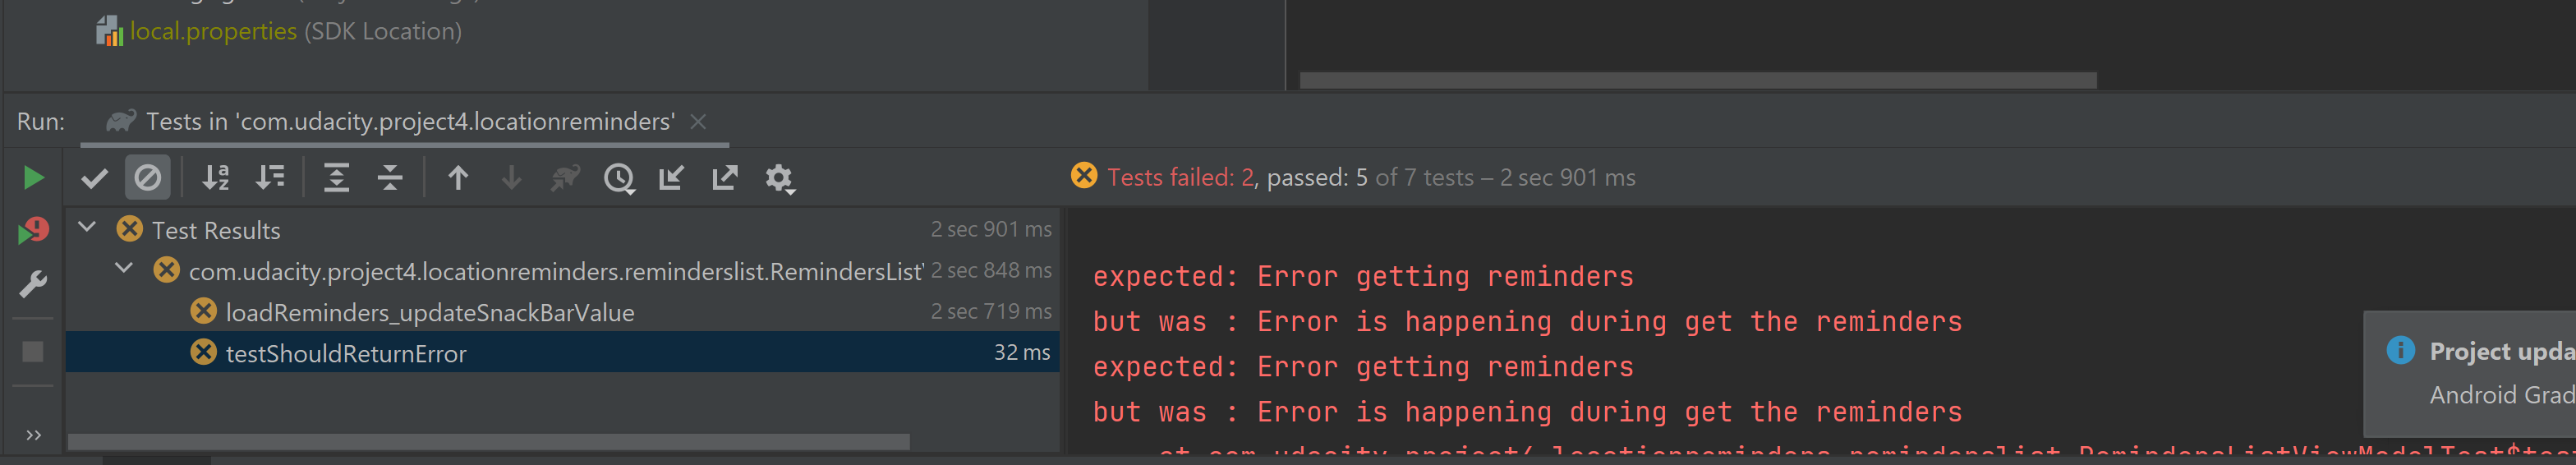 local.properties (SDK Location)
Run: Tests in 'com.udacity.project4.locationreminders'
Tests failed: 2, passed: 5 of 7 tests – 2 sec 901 ms
Test Results 2 sec 901 ms
com.udacity.project4.locationreminders.reminderslist.RemindersList 2 sec 848 ms
loadReminders_updateSnackBarValue 2 sec 719 ms
testShouldReturnError 32 ms
expected: Error getting reminders
but was : Error is happening during get the reminders
expected: Error getting reminders
but was : Error is happening during get the reminders
Project upda
Android Grad